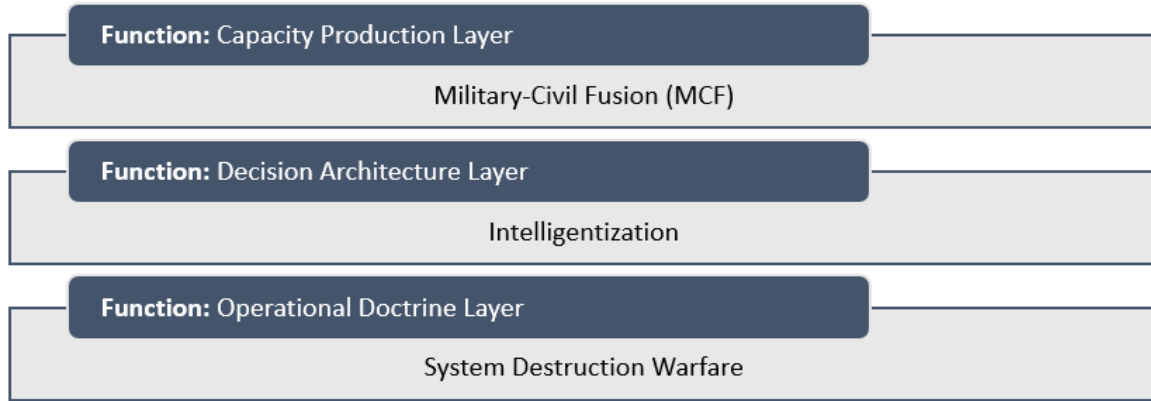 Function: Capacity Production Layer
Military-Civil Fusion (MCF)
Function: Decision Architecture Layer
Intelligentization
Function: Operational Doctrine Layer
System Destruction Warfare